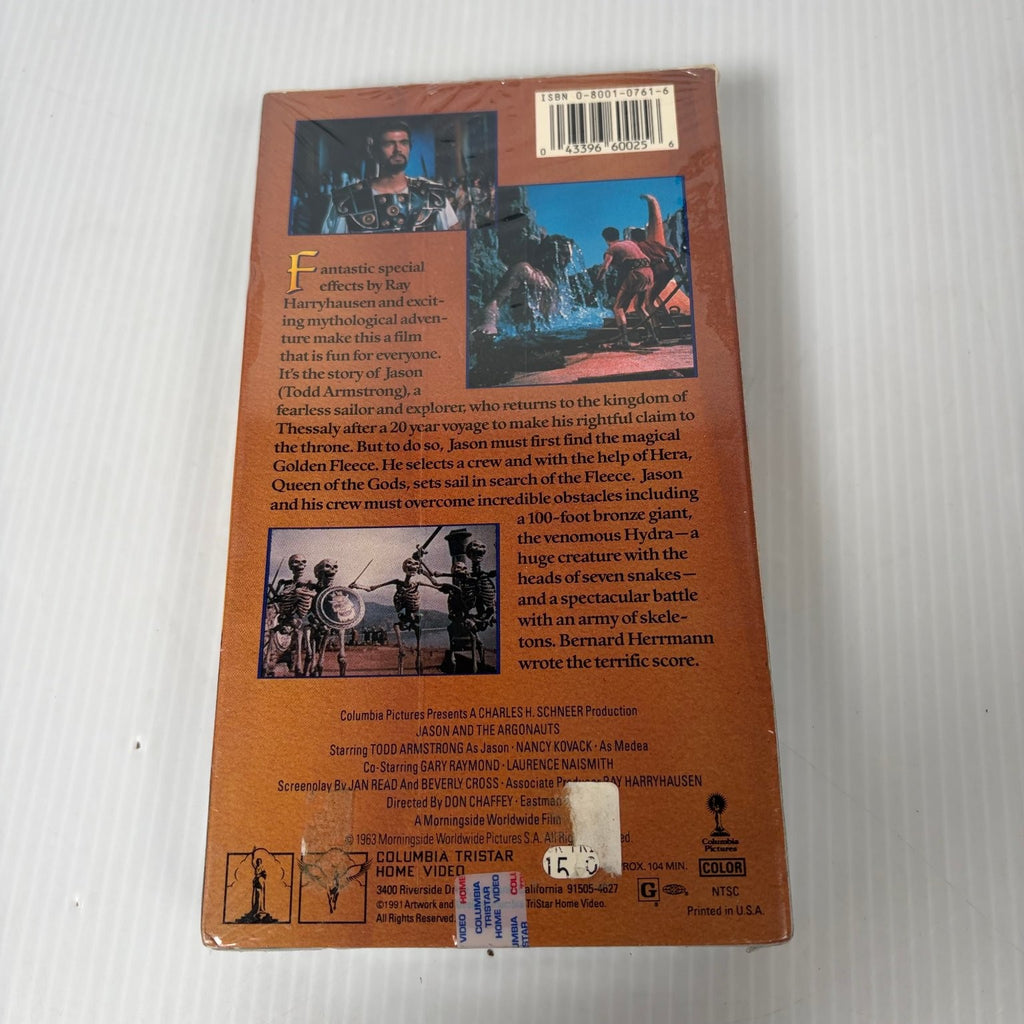 ISBN 0-8001-0761-6
0 43396 60025 6
Fantastic special
effects by Ray
Harryhausen and excit-
ing mythological adven-
ture make this a film
that is fun for everyone.
It's the story of Jason
(Todd Armstrong), a
fearless sailor and explorer, who returns to the kingdom of
Thessaly after a 20 year voyage to make his rightful claim to
the throne. But to do so, Jason must first find the magical
Golden Fleece. He selects a crew and with the help of Hera,
Queen of the Gods, sets sail in search of the Fleece. Jason
and his crew must overcome incredible obstacles including
a 100-foot bronze giant,
the venomous Hydra—a
huge creature with the
heads of seven snakes—
and a spectacular battle
with an army of skele-
tons. Bernard Herrmann
wrote the terrific score.
Columbia Pictures Presents A CHARLES H. SCHNEER Production
JASON AND THE ARGONAUTS
Starring TODD ARMSTRONG As Jason · NANCY KOVACK · As Medea
Co-Starring GARY RAYMOND · LAURENCE NAISMITH
Screenplay By JAN READ And BEVERLY CROSS · Associate Producer RAY HARRYHAUSEN
Directed By DON CHAFFEY · Eastman
A Morningside Worldwide Film
© 1963 Morningside Worldwide Pictures S.A. All
Columbia
Pictures
COLUMBIA TRISTAR
HOME VIDEO
104 MIN.
COLOR
3400 Riverside California 91505-4627
©1991 Artwork and TriStar Home Video.
All Rights Reserved.
G
NTSC
Printed in U.S.A.
VIDEO HOME
COLUMBIA
TRISTAR
HOME VIDEO